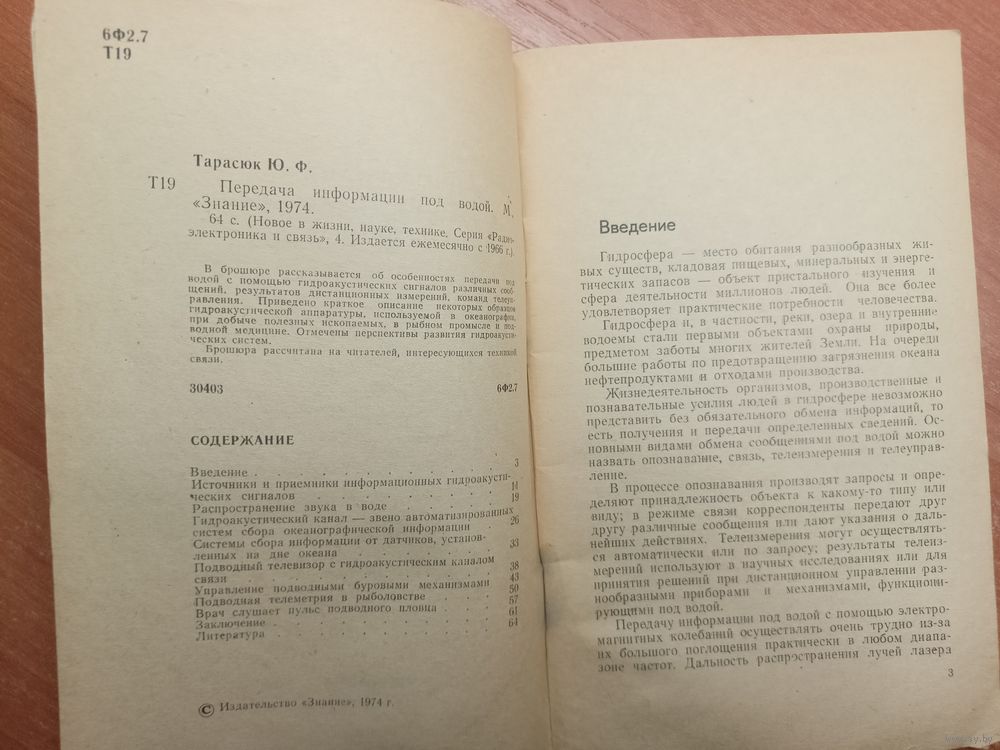 6Ф2.7
Т19
Тарасюк Ю. Ф.
Т19 Передача информации под водой. М.,
«Знание», 1974.
64 с. (Новое в жизни, науке, технике. Серия «Радио-
электроника и связь», 4. Издается ежемесячно с 1966 г.).
В брошюре рассказывается об особенностях передачи под
водой с помощью гидроакустических сигналов различных сооб-
щений, результатов дистанционных измерений, команд телеуп-
равления. Приведено краткое описание некоторых образцов
гидроакустической аппаратуры, используемой в океанографии,
при добыче полезных ископаемых, в рыбном промысле и под-
водной медицине. Отмечены перспективы развития гидроакусти-
ческих систем.
Брошюра рассчитана на читателей, интересующихся техникой
связи.
30403 6Ф2.7
СОДЕРЖАНИЕ
Введение . . . . . . . . . . 3
Источники и приемники информационных гидроакусти-
ческих сигналов . . . . . . . . 11
Распространение звука в воде . . . . . 19
Гидроакустический канал — звено автоматизированных
систем сбора океанографической информации . . 26
Системы сбора информации от датчиков, установ-
ленных на дне океана . . . . . . 33
Подводный телевизор с гидроакустическим каналом
связи . . . . . . . . . . 38
Управление подводными буровыми механизмами . 43
Подводная телеметрия в рыболовстве . . . 50
Врач слушает пульс подводного пловца . . . 57
Заключение . . . . . . . . . 61
Литература . . . . . . . . . 64
© Издательство «Знание», 1974 г.
Введение
Гидросфера — место обитания разнообразных жи-
вых существ, кладовая пищевых, минеральных и энерге-
тических запасов — объект пристального изучения и
сфера деятельности миллионов людей. Она все более
удовлетворяет практические потребности человечества.
Гидросфера и, в частности, реки, озера и внутренние
водоемы стали первыми объектами охраны природы,
предметом заботы многих жителей Земли. На очереди
большие работы по предотвращению загрязнения океана
нефтепродуктами и отходами производства.
Жизнедеятельность организмов, производственные и
познавательные усилия людей в гидросфере невозможно
представить без обязательного обмена информацией, то
есть получения и передачи определенных сведений. Ос-
новными видами обмена сообщениями под водой можно
назвать опознавание, связь, телеизмерения и телеуправ-
ление.
В процессе опознавания производят запросы и опре-
деляют принадлежность объекта к какому-то типу или
виду; в режиме связи корреспонденты передают друг
другу различные сообщения или дают указания о даль-
нейших действиях. Телеизмерения могут осуществлять-
ся автоматически или по запросу; результаты телеиз-
мерений используют в научных исследованиях или для
принятия решений при дистанционном управлении раз-
нообразными приборами и механизмами, функциони-
рующими под водой.
Передачу информации под водой с помощью электро-
магнитных колебаний осуществлять очень трудно из-за
их большого поглощения практически в любом диапа-
зоне частот. Дальность распространения лучей лазера
3
www.ay.by